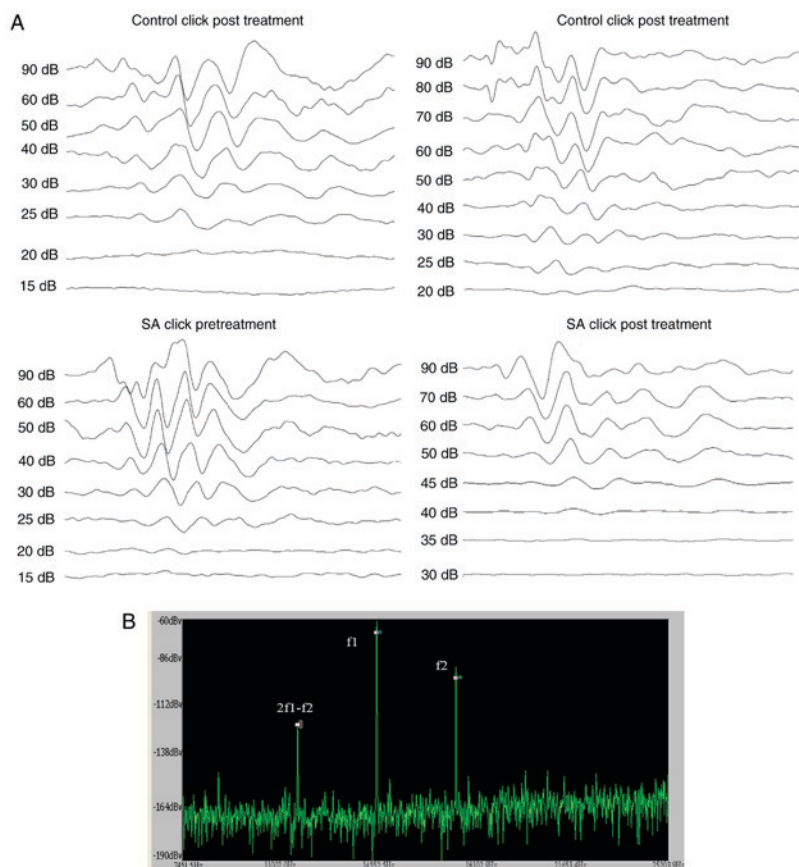 A
Control click post treatment
90 dB
60 dB
50 dB
40 dB
30 dB
25 dB
20 dB
15 dB
Control click post treatment
90 dB
80 dB
70 dB
60 dB
50 dB
40 dB
30 dB
25 dB
20 dB
SA click pretreatment
90 dB
60 dB
50 dB
40 dB
30 dB
25 dB
20 dB
15 dB
SA click post treatment
90 dB
70 dB
60 dB
50 dB
45 dB
40 dB
35 dB
30 dB
B
-60dBv
-86dBv
-112dBv
-138dBv
-164dBv
-190dBv
f1
f2
2f1-f2